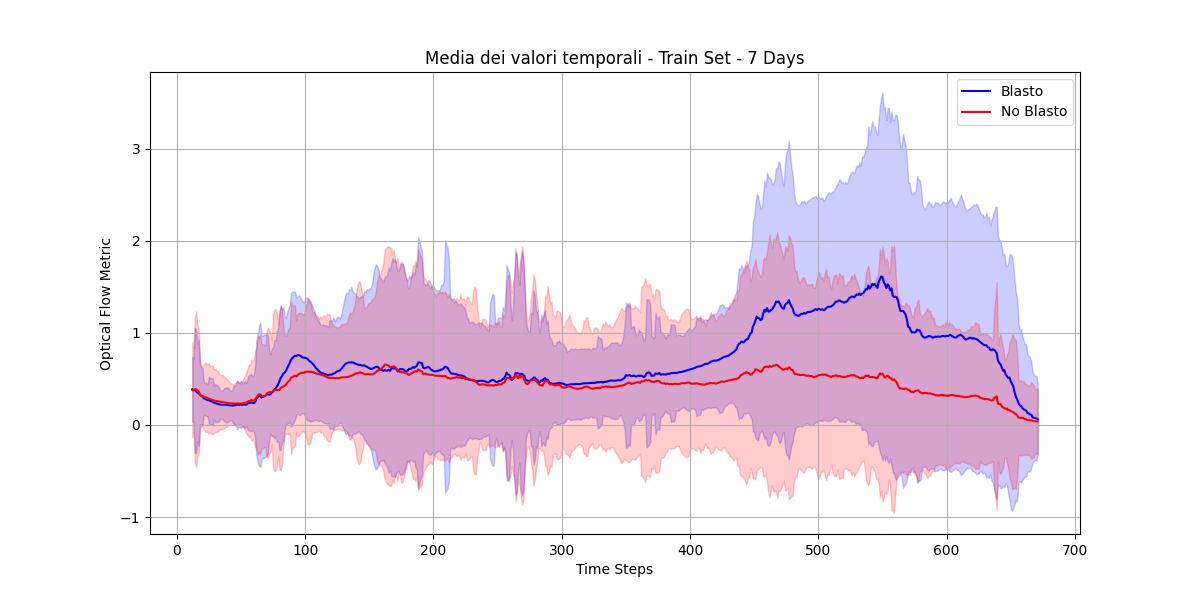 Media dei valori temporali - Train Set - 7 Days
Blasto
No Blasto
Optical Flow Metric
3
2
1
0
−1
0 100 200 300 400 500 600 700
Time Steps